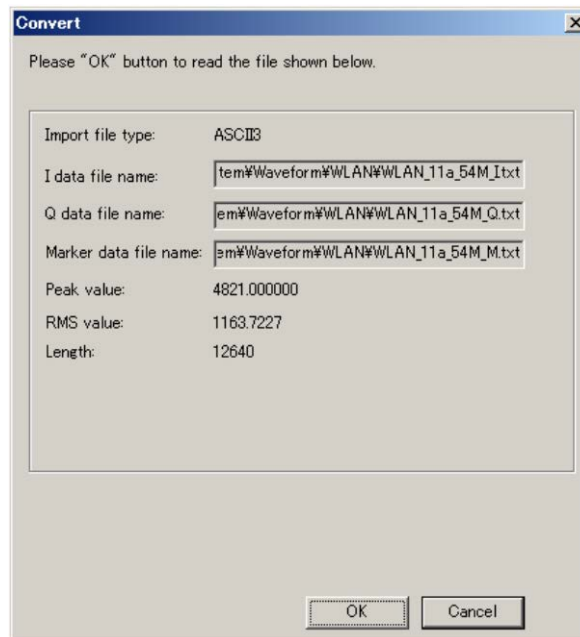 Convert
Please "OK" button to read the file shown below.
Import file type: ASCII3
I data file name: tem¥Waveform¥WLAN¥WLAN_11a_54M_I.txt
Q data file name: em¥Waveform¥WLAN¥WLAN_11a_54M_Q.txt
Marker data file name: em¥Waveform¥WLAN¥WLAN_11a_54M_M.txt
Peak value: 4821.000000
RMS value: 1163.7227
Length: 12640
OK Cancel